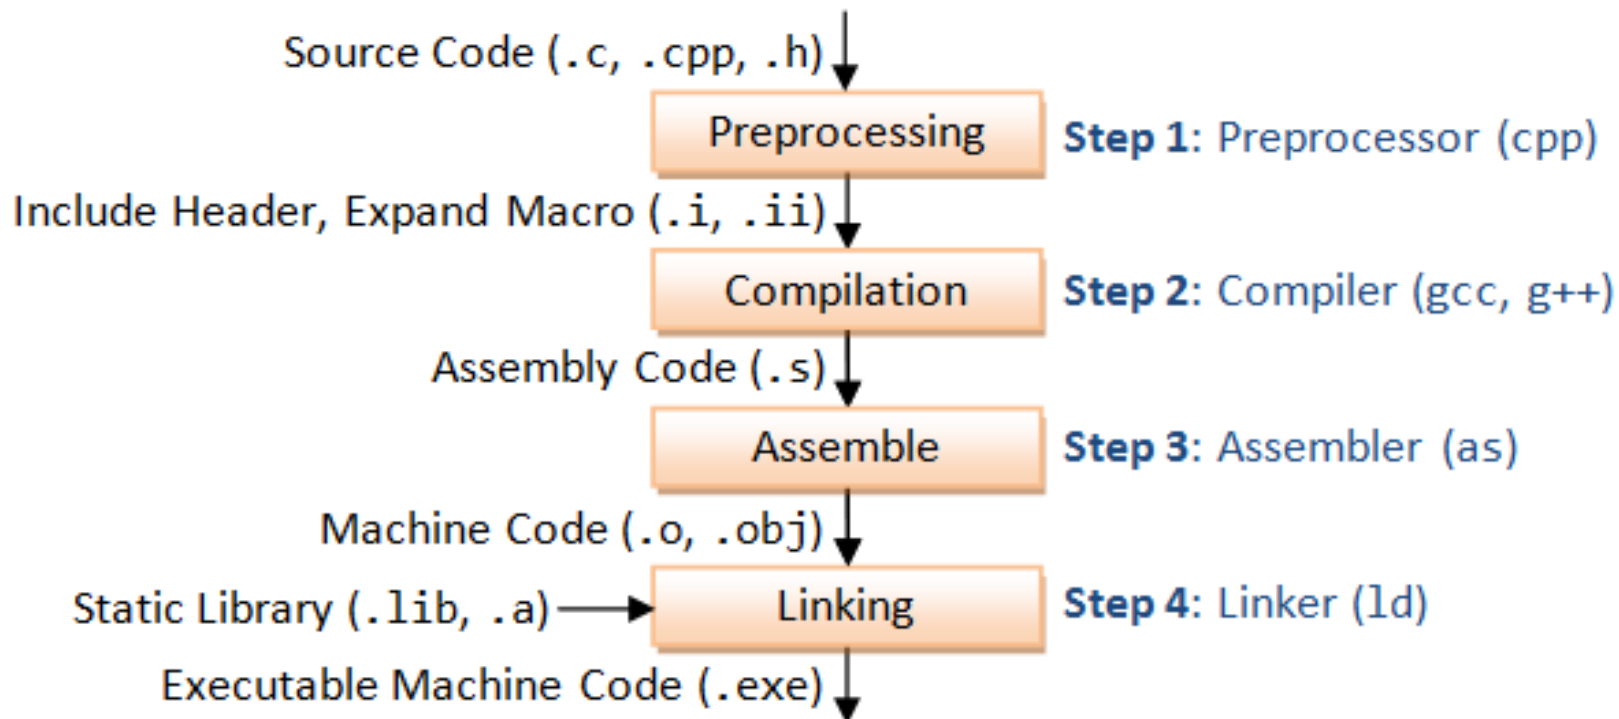 Source Code (.c, .cpp, .h)
Preprocessing
Step 1: Preprocessor (cpp)
Include Header, Expand Macro (.i, .ii)
Compilation
Step 2: Compiler (gcc, g++)
Assembly Code (.s)
Assemble
Step 3: Assembler (as)
Machine Code (.o, .obj)
Static Library (.lib, .a)
Linking
Step 4: Linker (ld)
Executable Machine Code (.exe)